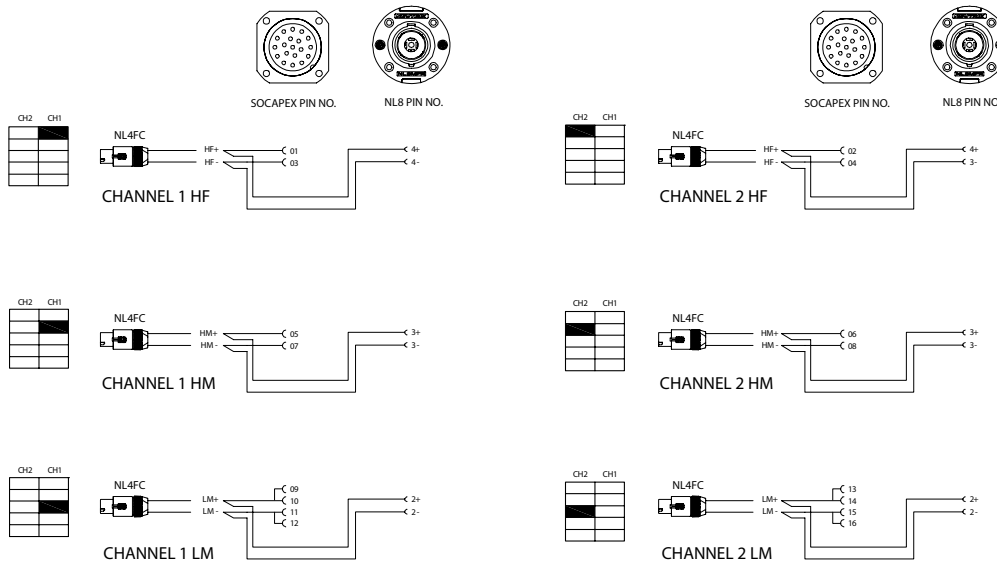 SOCAPEX PIN NO.
NL8 PIN NO.
CH2 CH1
NL4FC
HF+
HF -
01
03
4+
4 -
CHANNEL 1 HF
SOCAPEX PIN NO.
NL8 PIN NO
CH2 CH1
NL4FC
HF+
HF -
02
04
4+
3-
CHANNEL 2 HF
CH2 CH1
NL4FC
HM+
HM -
05
07
3+
3 -
CHANNEL 1 HM
CH2 CH1
NL4FC
HM+
HM -
06
08
3+
3-
CHANNEL 2 HM
CH2 CH1
NL4FC
LM+
LM -
09
10
11
12
2+
2 -
CHANNEL 1 LM
CH2 CH1
NL4FC
LM+
LM -
13
14
15
16
2+
2 -
CHANNEL 2 LM